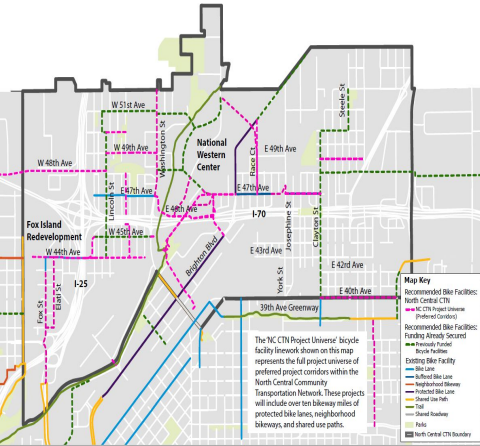 W 51st Ave
Steele St
Washington St
National
Western
Center
W 49th Ave
Race Ct
E 49th Ave
W 48th Ave
E 47th Ave
E 47th Ave
Lincoln St
E 46th Ave
I-70
Josephine St
Clayton St
Fox Island
Redevelopment
W 45th Ave
W 44th Ave
Brighton Blvd
E 43rd Ave
E 42rd Ave
I-25
York St
Fox St
Elati St
E 40th Ave
39th Ave Greenway
The 'NC CTN Project Universe' bicycle
facility linework shown on this map
represents the full project universe of
preferred project corridors within the
North Central Community
Transportation Network. These projects
will include over ten bikeway miles of
protected bike lanes, neighborhood
bikeways, and shared use paths.
Map Key
Recommended Bike Facilities:
North Central CTN
NC CTN Project Universe
(Preferred Corridors)
Recommended Bike Facilities:
Funding Already Secured
Previously Funded
Bicycle Facilities
Existing Bike Facility
Bike Lane
Buffered Bike Lane
Neighborhood Bikeway
Protected Bike Lane
Shared Use Path
Trail
Shared Roadway
Parks
North Central CTN Boundary